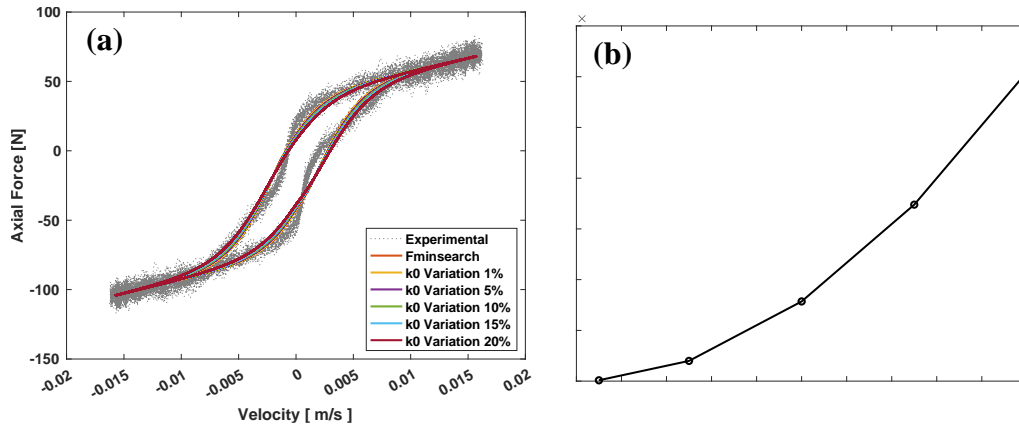 (a)
100
50
0
-50
-100
-150
Axial Force [N]
-0.02
-0.015
-0.01
-0.005
0
0.005
0.01
0.015
0.02
Velocity [ m/s ]
Experimental
Fminsearch
k0 Variation 1%
k0 Variation 5%
k0 Variation 10%
k0 Variation 15%
k0 Variation 20%
×
(b)